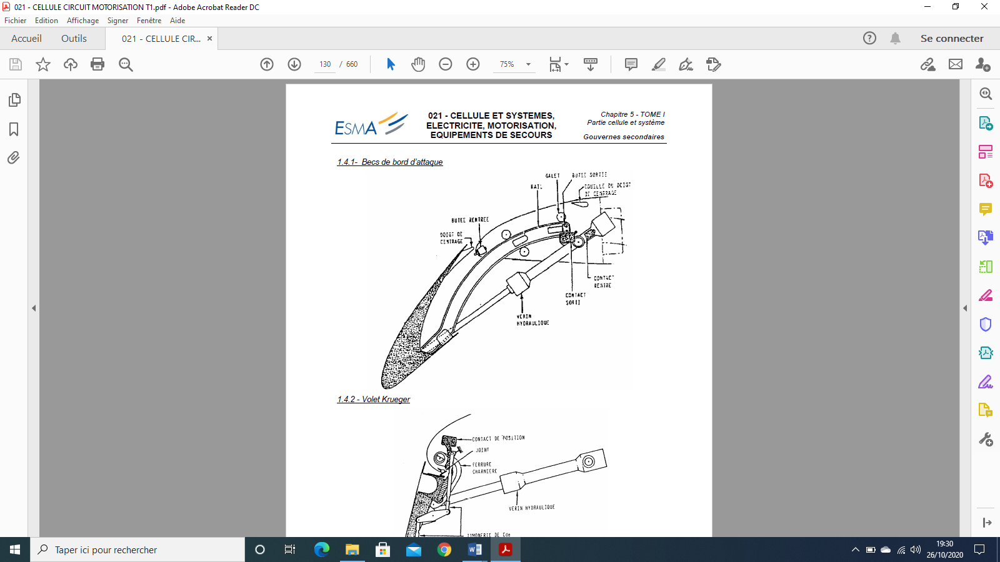 021 - CELLULE CIRCUIT MOTORISATION T1.pdf - Adobe Acrobat Reader DC
Fichier Edition Affichage Signer Fenêtre Aide
Accueil Outils 021 - CELLULE CIR... × Se connecter
130 / 660 75%
ESMA
021 - CELLULE ET SYSTEMES,
ELECTRICITE, MOTORISATION,
EQUIPEMENTS DE SECOURS
Chapitre 5 - TOME I
Partie cellule et système
Gouvernes secondaires
1.4.1- Becs de bord d'attaque
GALET
BUTEE SORTIE
RAIL
DU DOIGT
DE CENTRAGE
BUTEE RENTREE
DOIGT DE
CENTRAGE
CONTACT
RENTRE
CONTACT
SORTI
VERIN
HYDRAULIQUE
1.4.2 - Volet Krueger
CONTACT DE POSITION
JOINT
FERRURE
CHARNIERE
VERIN HYDRAULIQUE
TIMONERIE DE Cde
Taper ici pour rechercher
19:30
26/10/2020